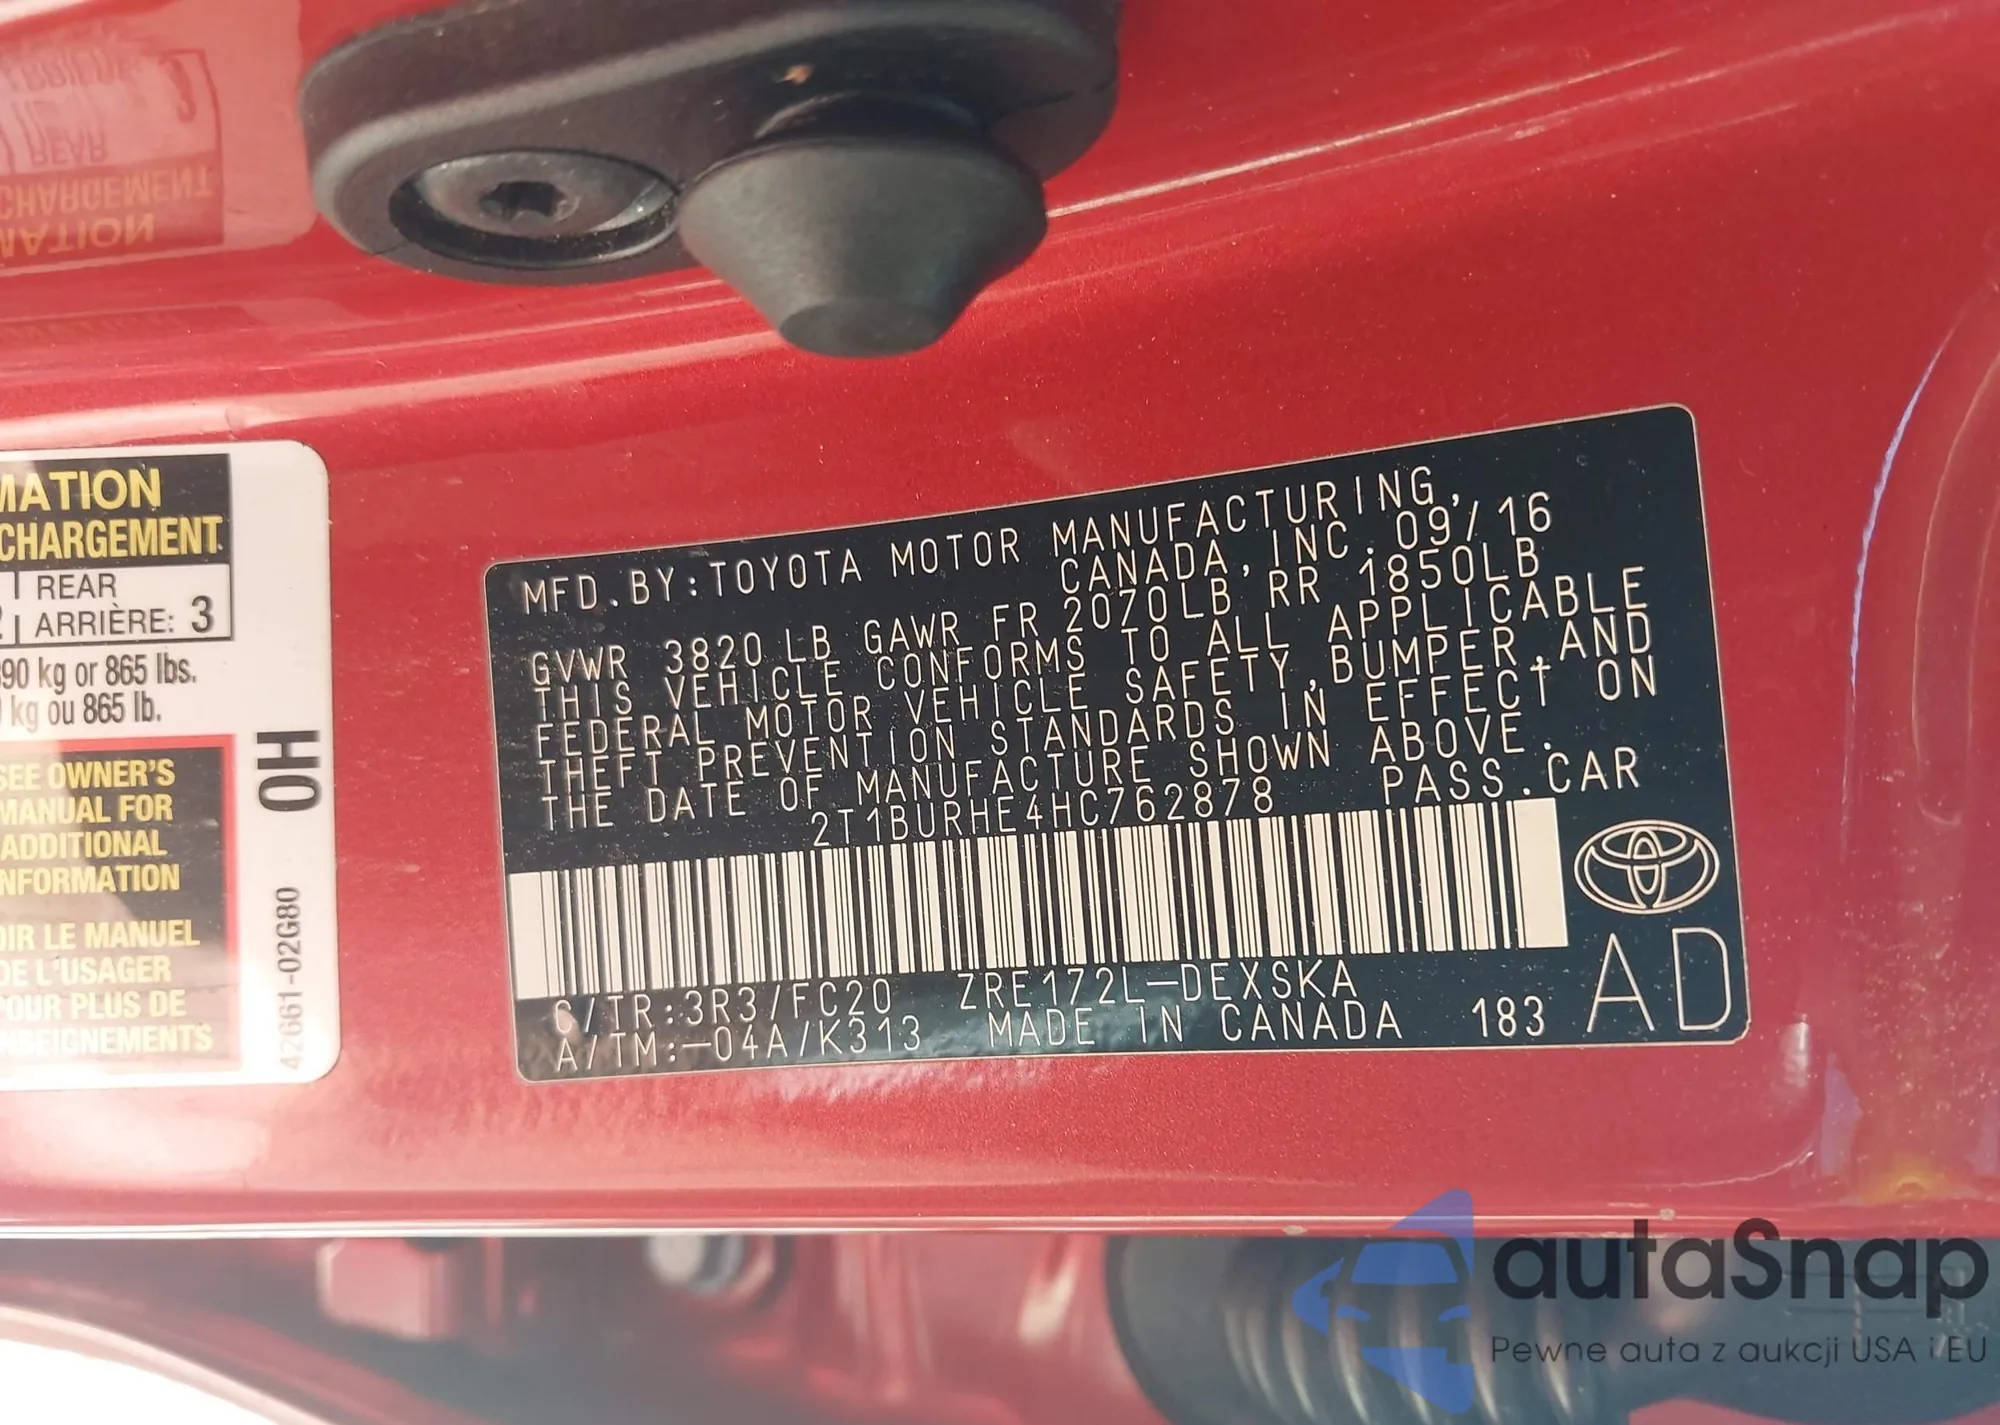 MATION
CHARGEMENT
REAR
ARRIÈRE: 3
90 kg or 865 lbs.
kg ou 865 lb.
SEE OWNER'S
MANUAL FOR
ADDITIONAL
NFORMATION
OIR LE MANUEL
DE L'USAGER
POUR PLUS DE
NSEIGNEMENTS
0H
42661-02G80
MFD.BY:TOYOTA MOTOR MANUFACTURING,
CANADA, INC. 09/16
GVWR 3820 LB GAWR FR 2070LB RR 1850LB
THIS VEHICLE CONFORMS TO ALL APPLICABLE
FEDERAL MOTOR VEHICLE SAFETY, BUMPER, AND
THEFT PREVENTION STANDARDS IN EFFECT ON
THE DATE OF MANUFACTURE SHOWN ABOVE.
2T1BURHE4HC762878 PASS.CAR
C/TR:3R3/FC20 ZRE172L-DEXSKA
A/TM:-04A/K313 MADE IN CANADA 183
AD
autaSnap
Pewne auta z aukcji USA i EU